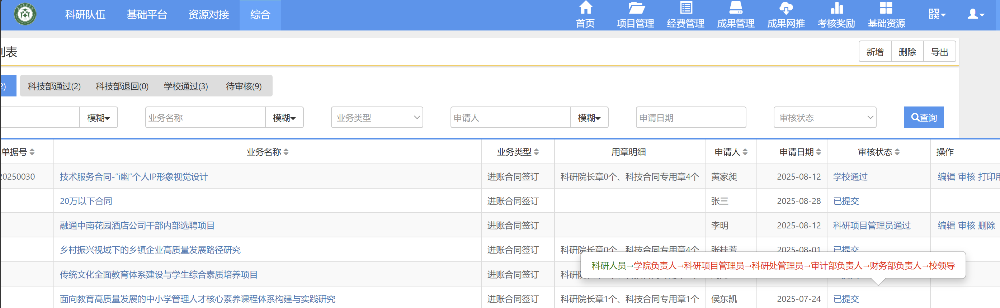 科研队伍 基础平台 资源对接 综合 首页 项目管理 经费管理 成果管理 成果网推 考核奖励 基础资源
列表 新增 删除 导出
2) 科技部通过(2) 科技部退回(0) 学校通过(3) 待审核(9)
模糊 业务名称 模糊 业务类型 申请人 模糊 申请日期 审核状态 查询
单据号 业务名称 业务类型 用章明细 申请人 申请日期 审核状态 操作
20250030 技术服务合同-“i幽”个人IP形象视觉设计 进账合同签订 科研院长章0个、科技合同专用章4个 黄家昶 2025-08-12 学校通过 编辑 审核 打印用
20万以下合同 进账合同签订 张三 2025-08-28 已提交
融通中南花园酒店公司干部内部选聘项目 进账合同签订 李明 2025-08-12 科研项目管理员通过 编辑 审核 删除
乡村振兴视域下的乡镇企业高质量发展路径研究 进账合同签订 科研院长章0个、科技合同专用章4个 张桂芳 2025-08-01 已提交
科研人员→学院负责人→科研项目管理员→科研处管理员→审计部负责人→财务部负责人→校领导
传统文化全面教育体系建设与学生综合素质培养项目 进账合同签订 科研
面向教育高质量发展的中小学管理人才核心素养课程体系构建与实践研究 进账合同签订 科研院长章1个、科技合同专用章1个 侯东凯 2025-07-24 已提交